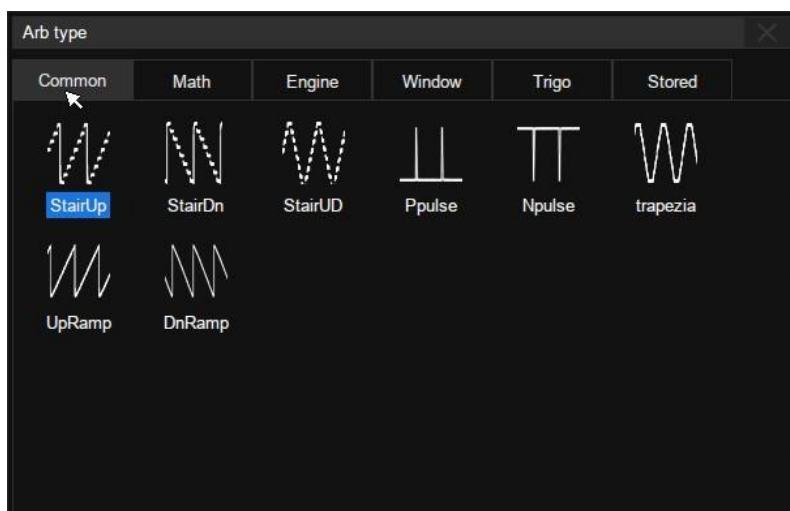 Arb type
Common Math Engine Window Trigo Stored
StairUp StairDn StairUD Ppulse Npulse trapezia
UpRamp DnRamp